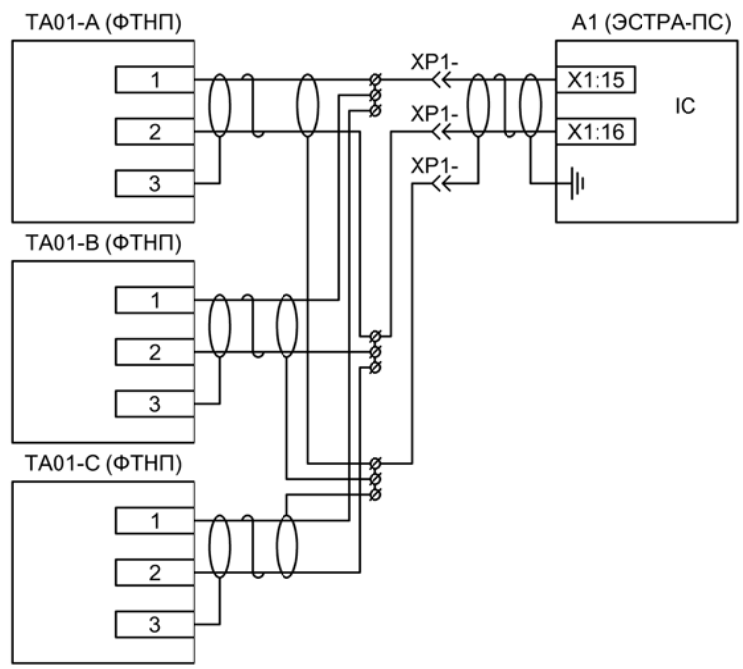 ТА01-А (ФТНП)
1
2
3
ТА01-В (ФТНП)
1
2
3
ТА01-С (ФТНП)
1
2
3
ХР1-
ХР1-
ХР1-
А1 (ЭСТРА-ПС)
Х1:15
Х1:16
IC